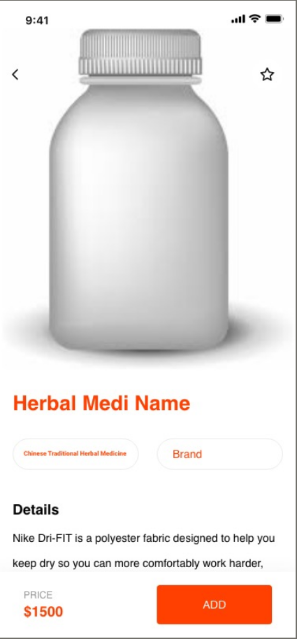 9:41
Herbal Medi Name
Chinese Traditional Herbal Medicine
Brand
Details
Nike Dri-FIT is a polyester fabric designed to help you
keep dry so you can more comfortably work harder,
PRICE
$1500
ADD